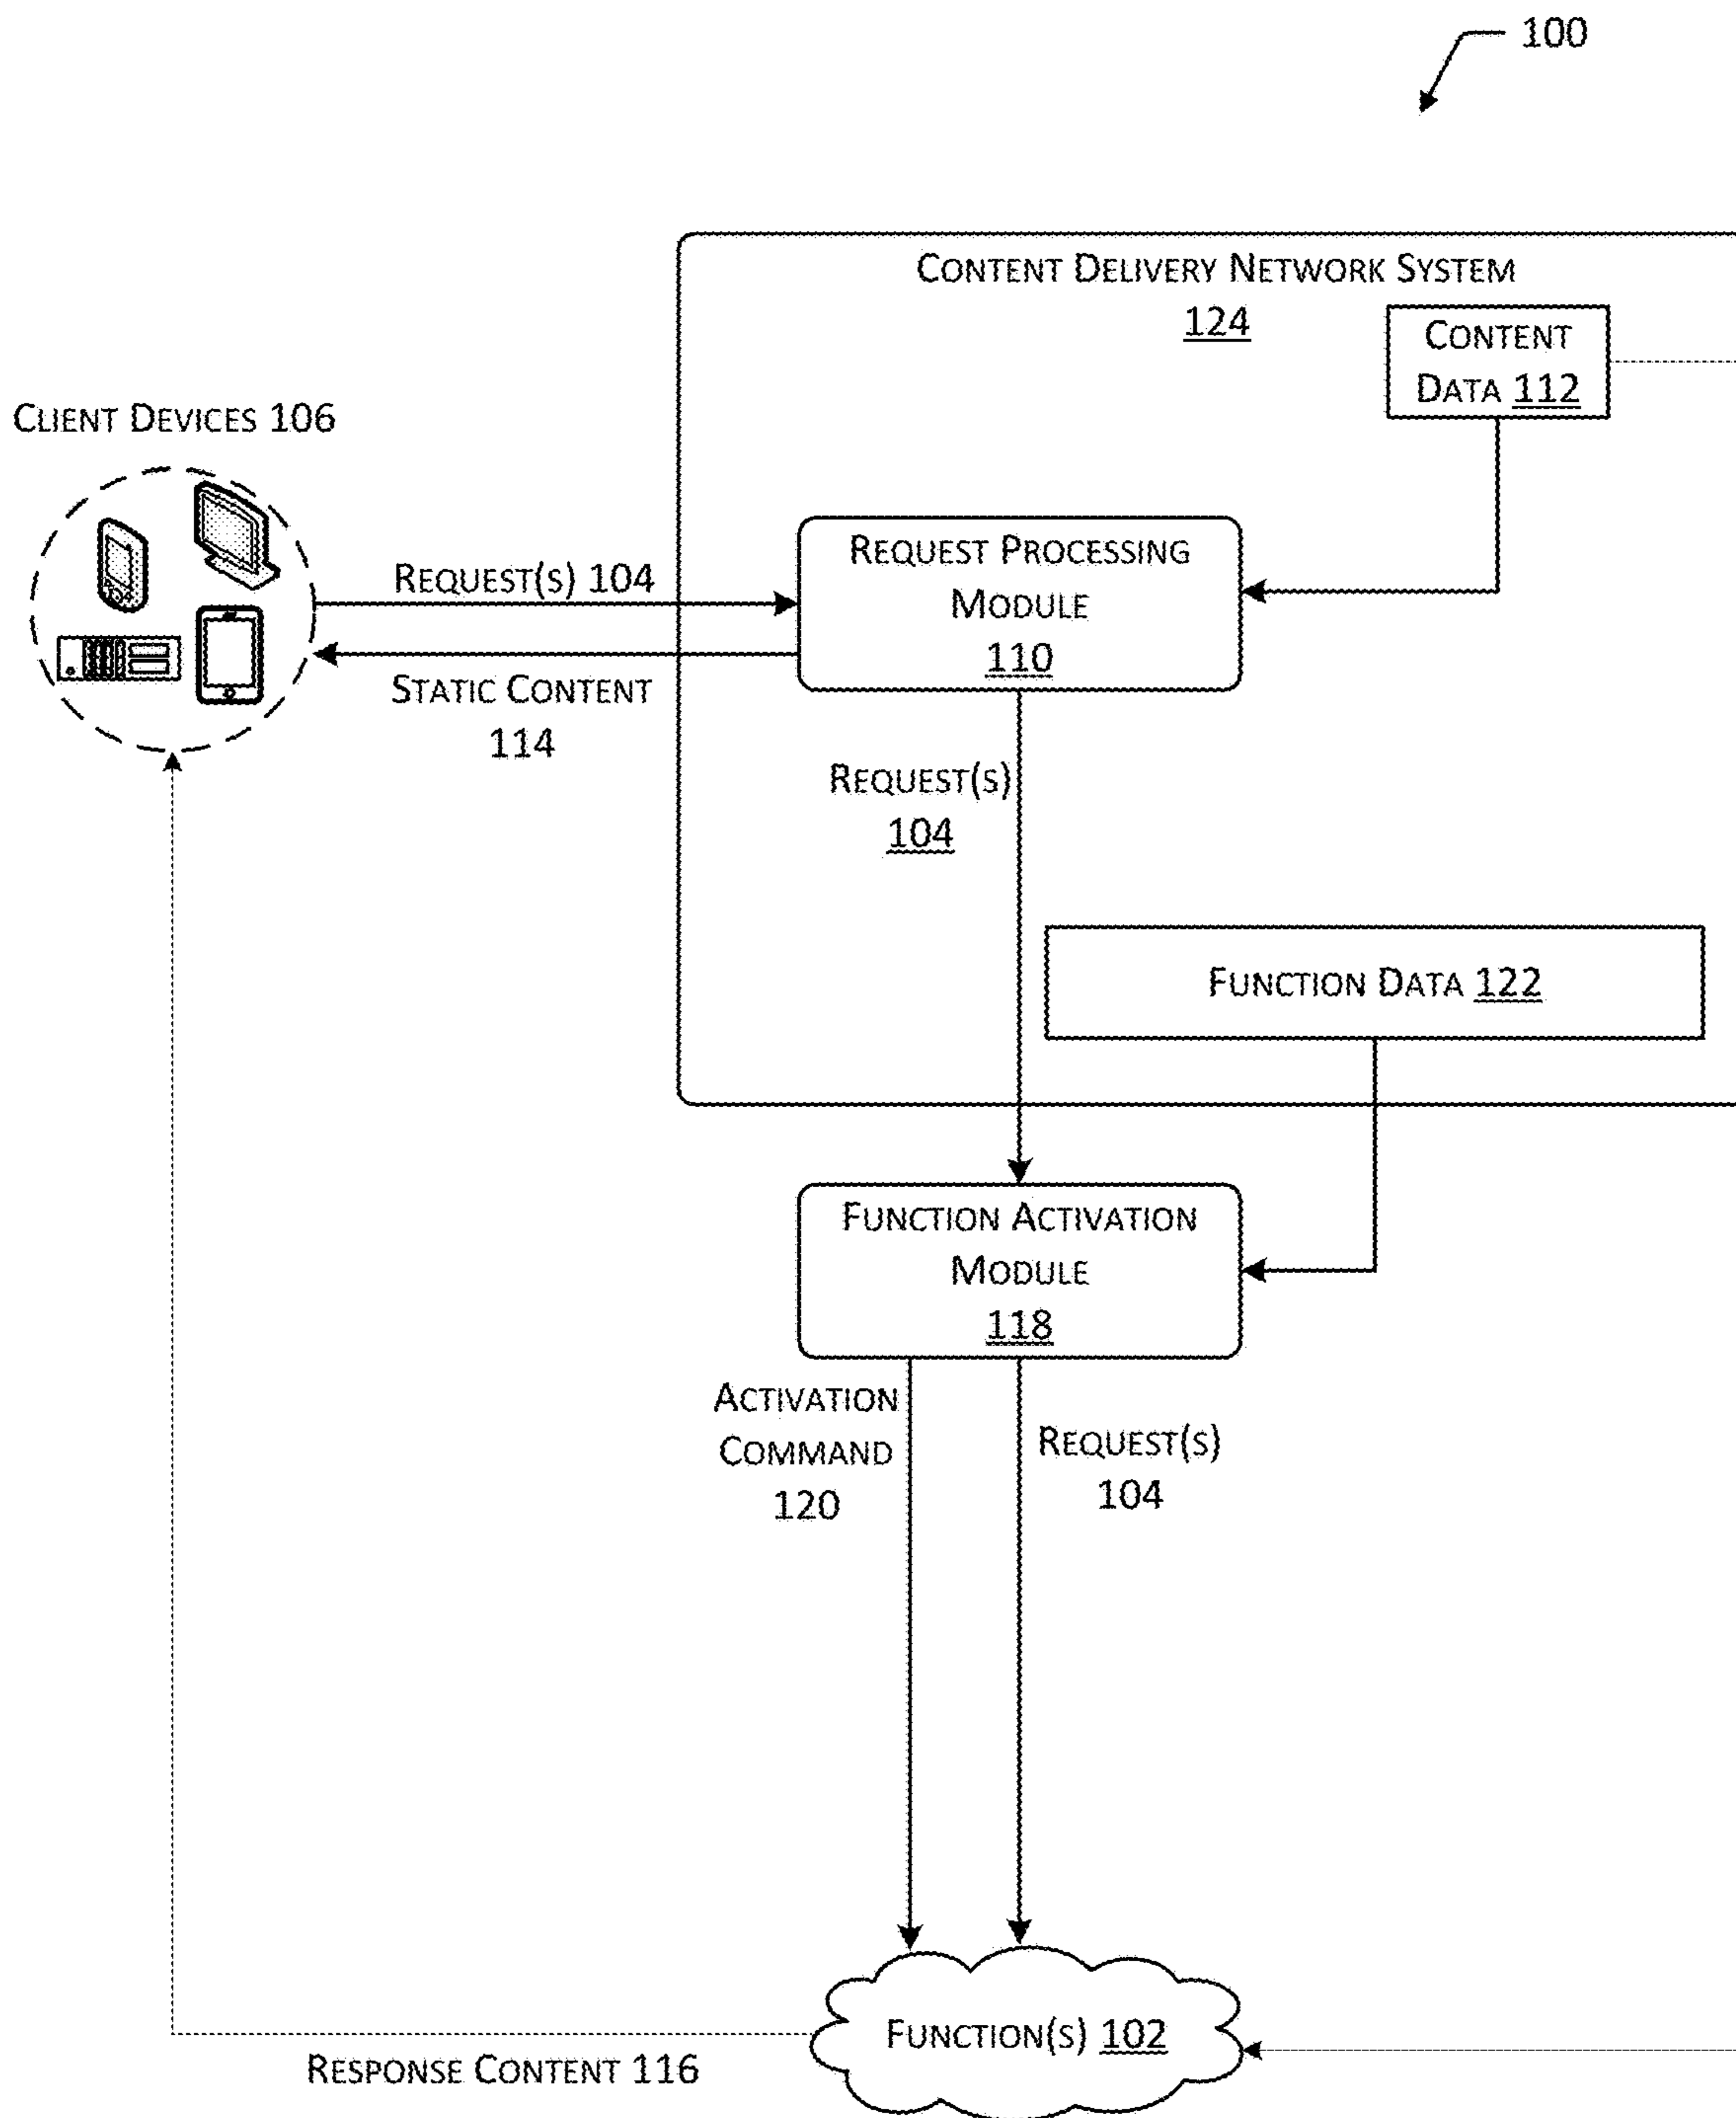 100
CONTENT DELIVERY NETWORK SYSTEM
124
CONTENT
DATA 112
CLIENT DEVICES 106
REQUEST PROCESSING
MODULE
110
REQUEST(S) 104
STATIC CONTENT
114
REQUEST(S)
104
FUNCTION DATA 122
FUNCTION ACTIVATION
MODULE
118
ACTIVATION
COMMAND
120
REQUEST(S)
104
FUNCTION(S) 102
RESPONSE CONTENT 116